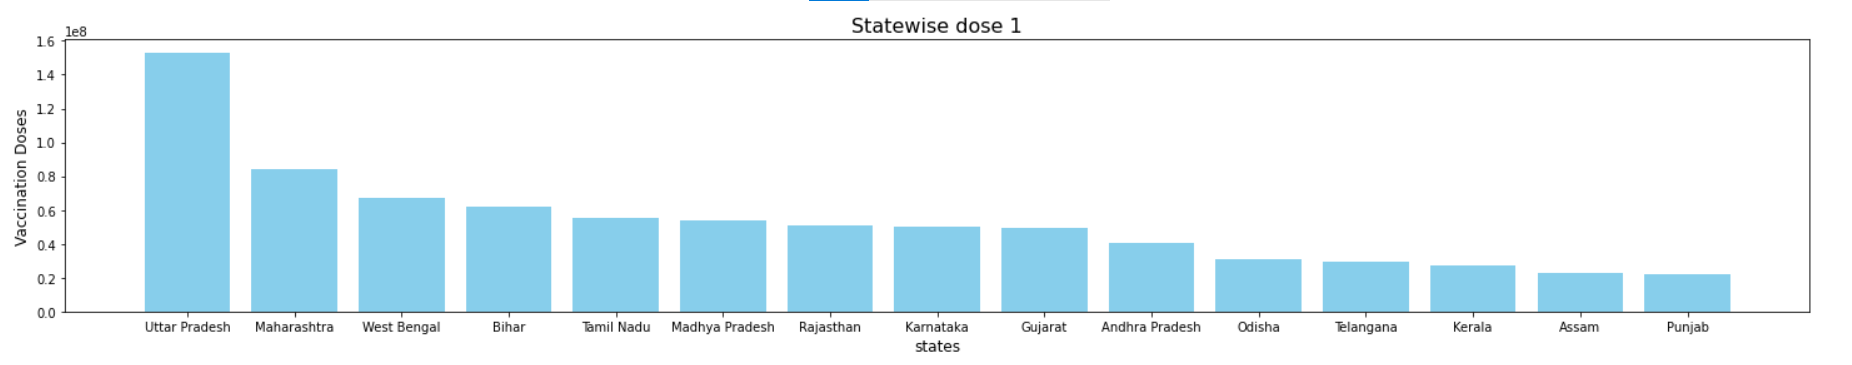 Statewise dose 1
1e8
1.6
1.4
1.2
1.0
0.8
0.6
0.4
0.2
0.0
Vaccination Doses
Uttar Pradesh Maharashtra West Bengal Bihar Tamil Nadu Madhya Pradesh Rajasthan Karnataka Gujarat Andhra Pradesh Odisha Telangana Kerala Assam Punjab
states